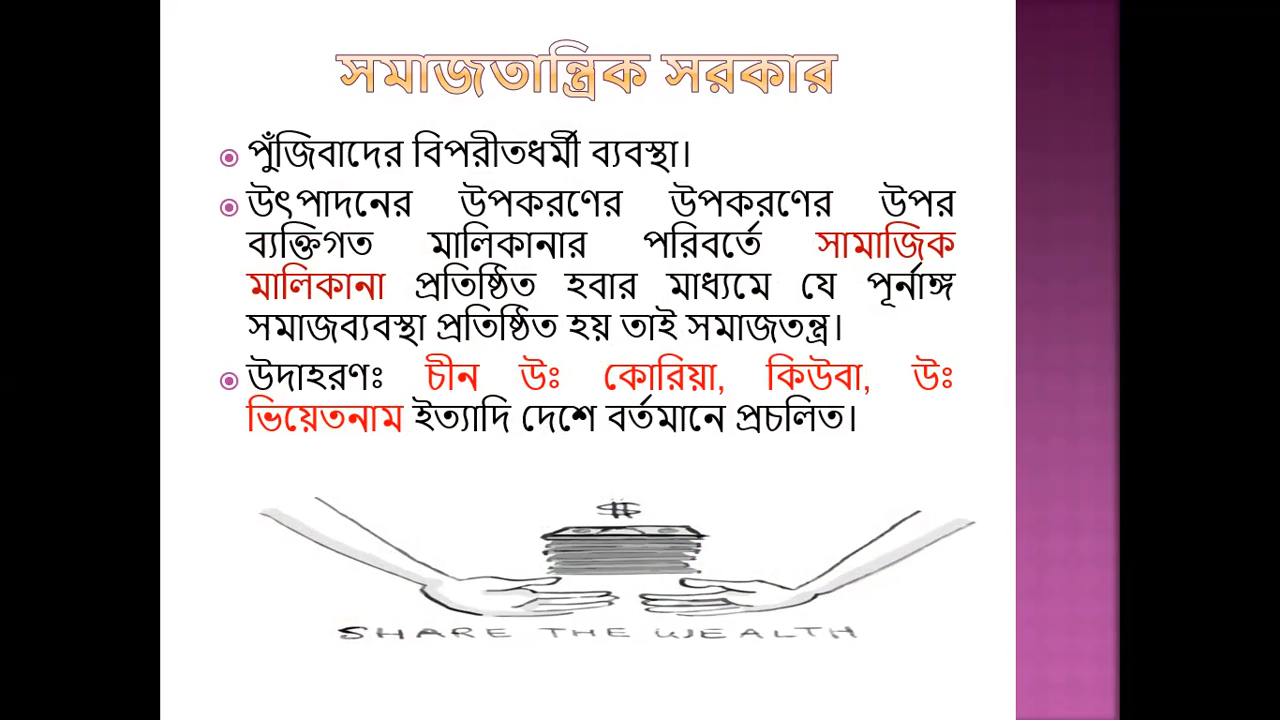 সমাজতান্ত্রিক সরকার
পুঁজিবাদের বিপরীতধর্মী ব্যবস্থা।
উৎপাদনের উপকরণের উপকরণের উপর
ব্যক্তিগত মালিকানার পরিবর্তে সামাজিক
মালিকানা প্রতিষ্ঠিত হবার মাধ্যমে যে পূর্নাঙ্গ
সমাজব্যবস্থা প্রতিষ্ঠিত হয় তাই সমাজতন্ত্র।
উদাহরণঃ চীন উঃ কোরিয়া, কিউবা, উঃ
ভিয়েতনাম ইত্যাদি দেশে বর্তমানে প্রচলিত।
$
SHARE THE WEALTH